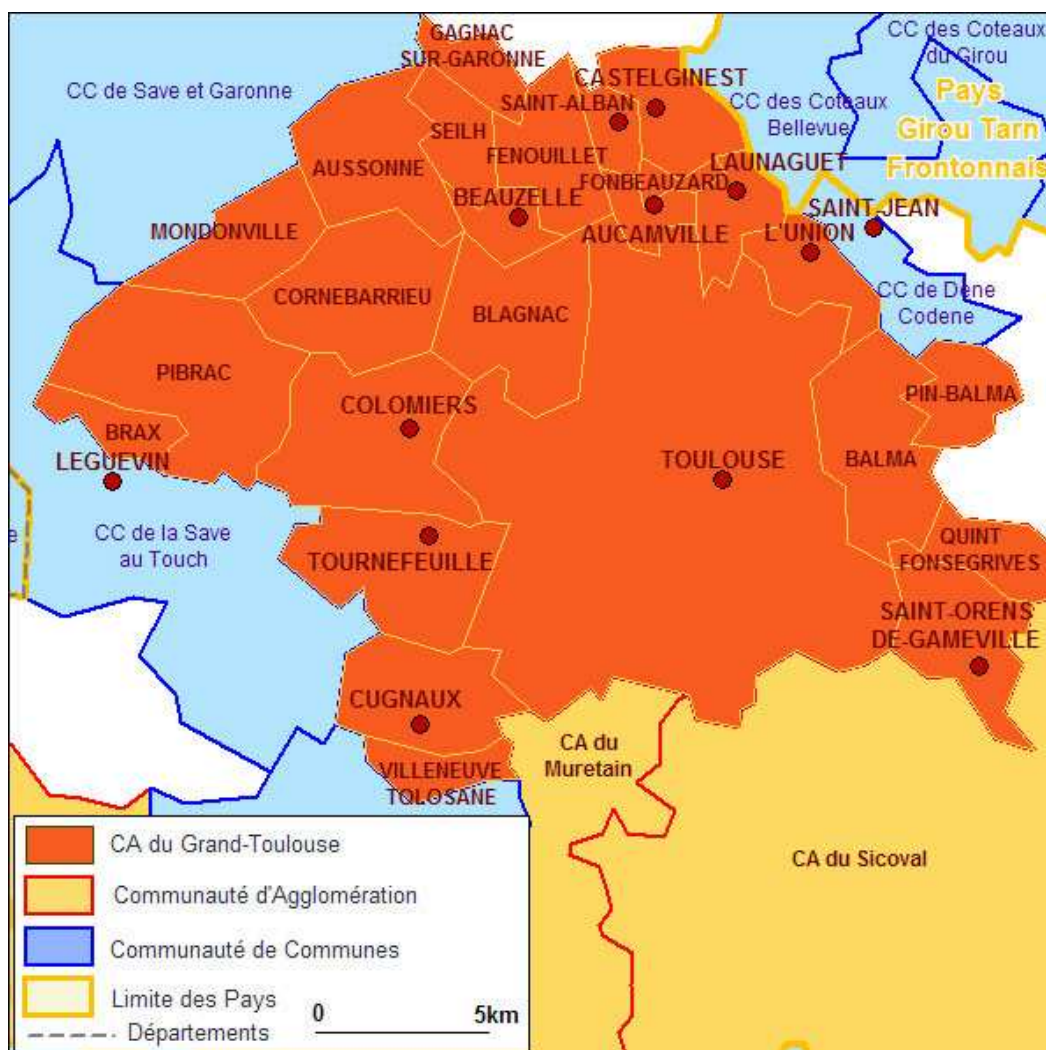 GAGNAC
SUR-GARONNE
CC des Coteaux
du Girou
CASTELGINEST
CC de Save et Garonne
SAINT-ALBAN
CC des Coteaux
Bellevue
Pays
Girou Tarn
Frontonnais
SEILH
FENOUILLET
AUSSONNE
LAUNAGUET
FONBEAUZARD
BEAUZELLE
SAINT-JEAN
MONDONVILLE
AUCAMVILLE
L'UNION
CORNEBARRIEU
BLAGNAC
CC de Dene
Codene
PIBRAC
PIN-BALMA
COLOMIERS
BRAX
LEGUEVIN
TOULOUSE
BALMA
e
CC de la Save
au Touch
QUINT
FONSEGRIVES
TOURNEFEUILLE
SAINT-ORENS
DE-GAMEVILLE
CUGNAUX
CA du
Muretain
VILLENEUVE
TOLOSANE
CA du Grand-Toulouse
CA du Sicoval
Communauté d'Agglomération
Communauté de Communes
Limite des Pays
0 5km
Départements